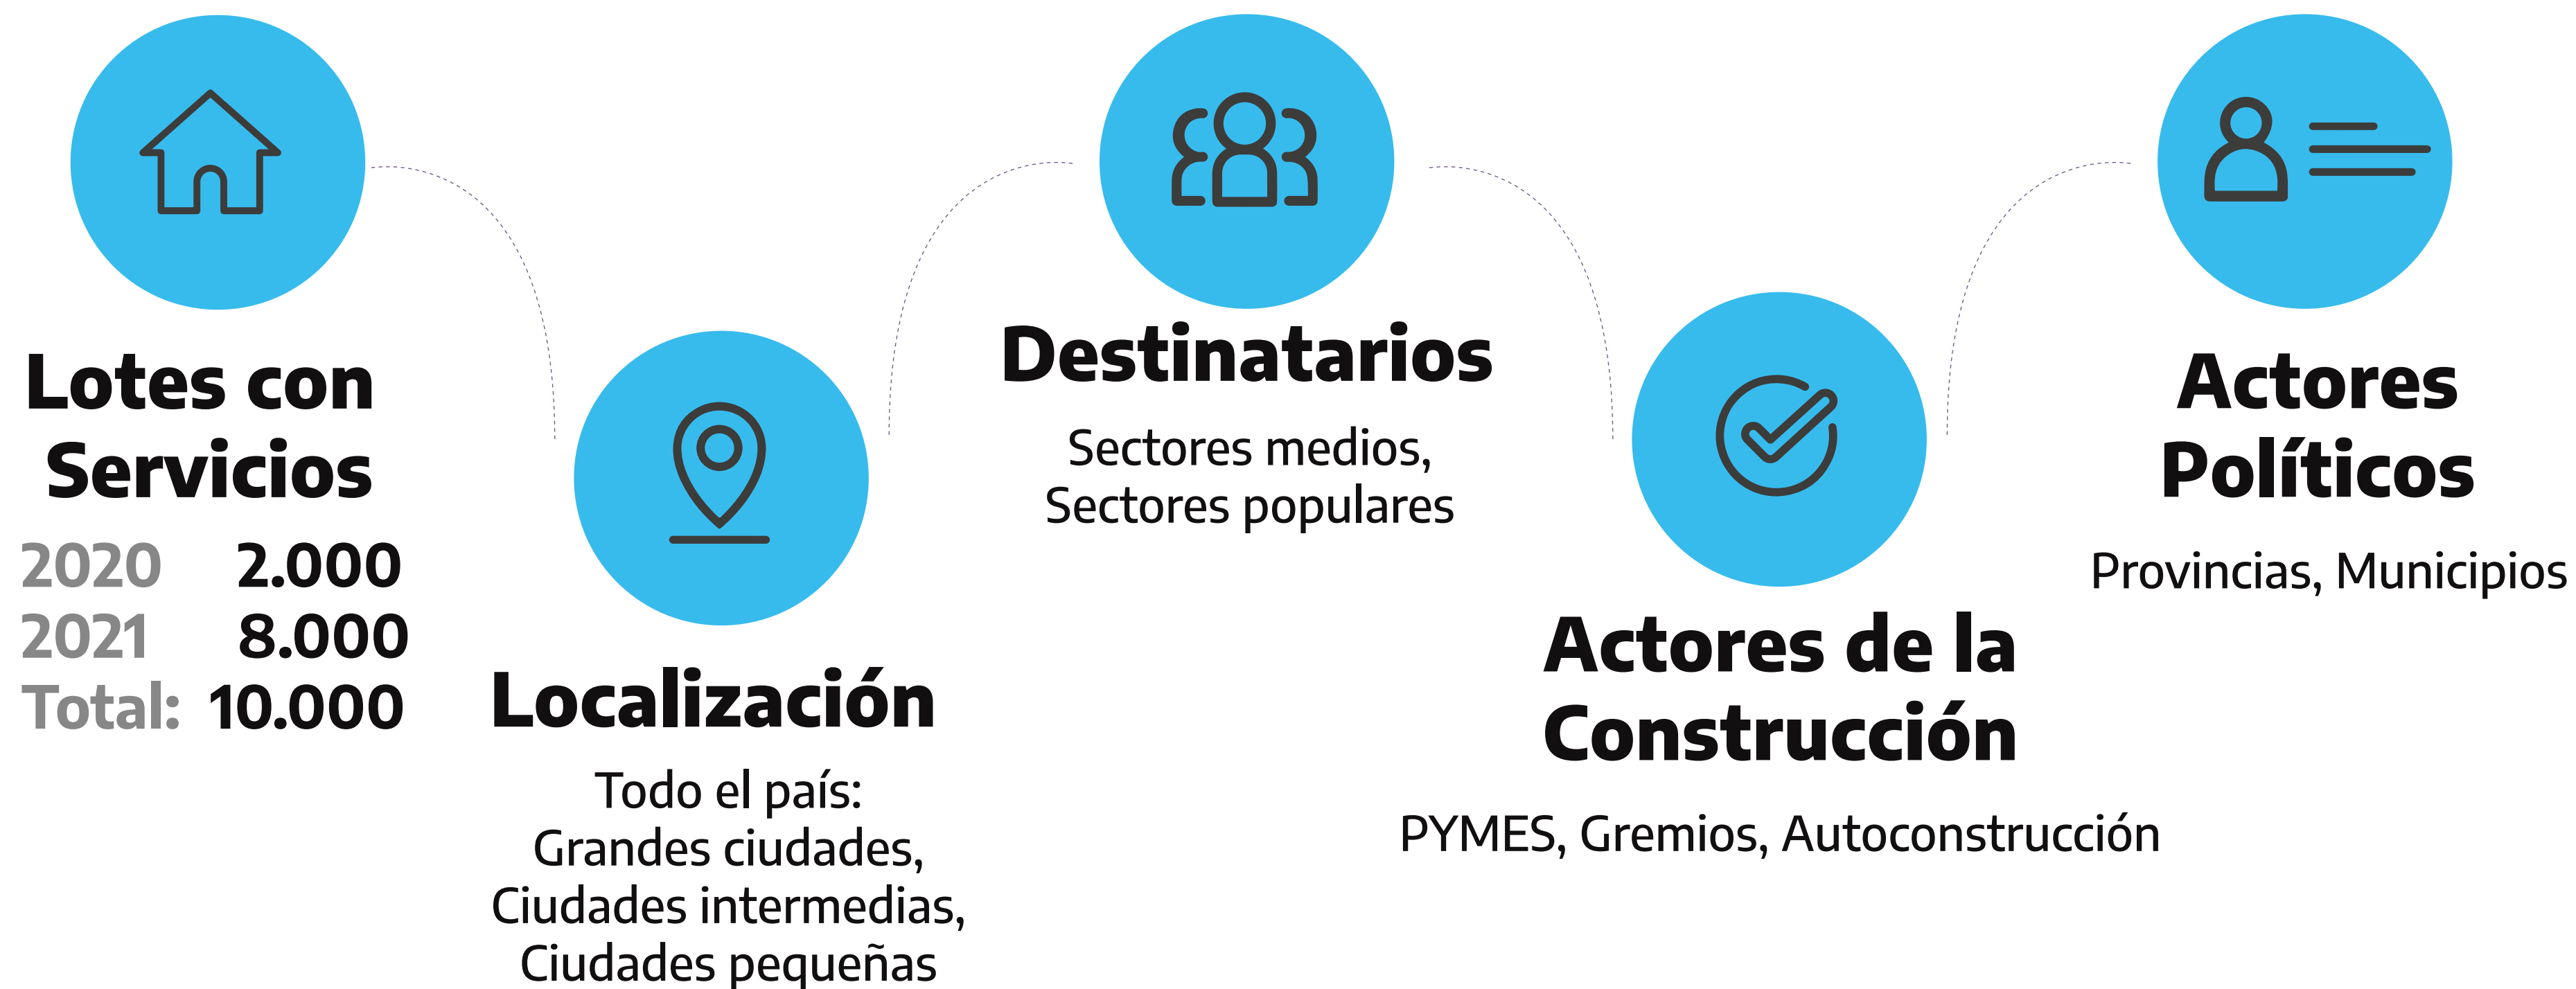 Lotes con
Servicios
2020 2.000
2021 8.000
Total: 10.000
Localización
Todo el país:
Grandes ciudades,
Ciudades intermedias,
Ciudades pequeñas
Destinatarios
Sectores medios,
Sectores populares
Actores de la
Construcción
PYMES, Gremios, Autoconstrucción
Actores
Políticos
Provincias, Municipios